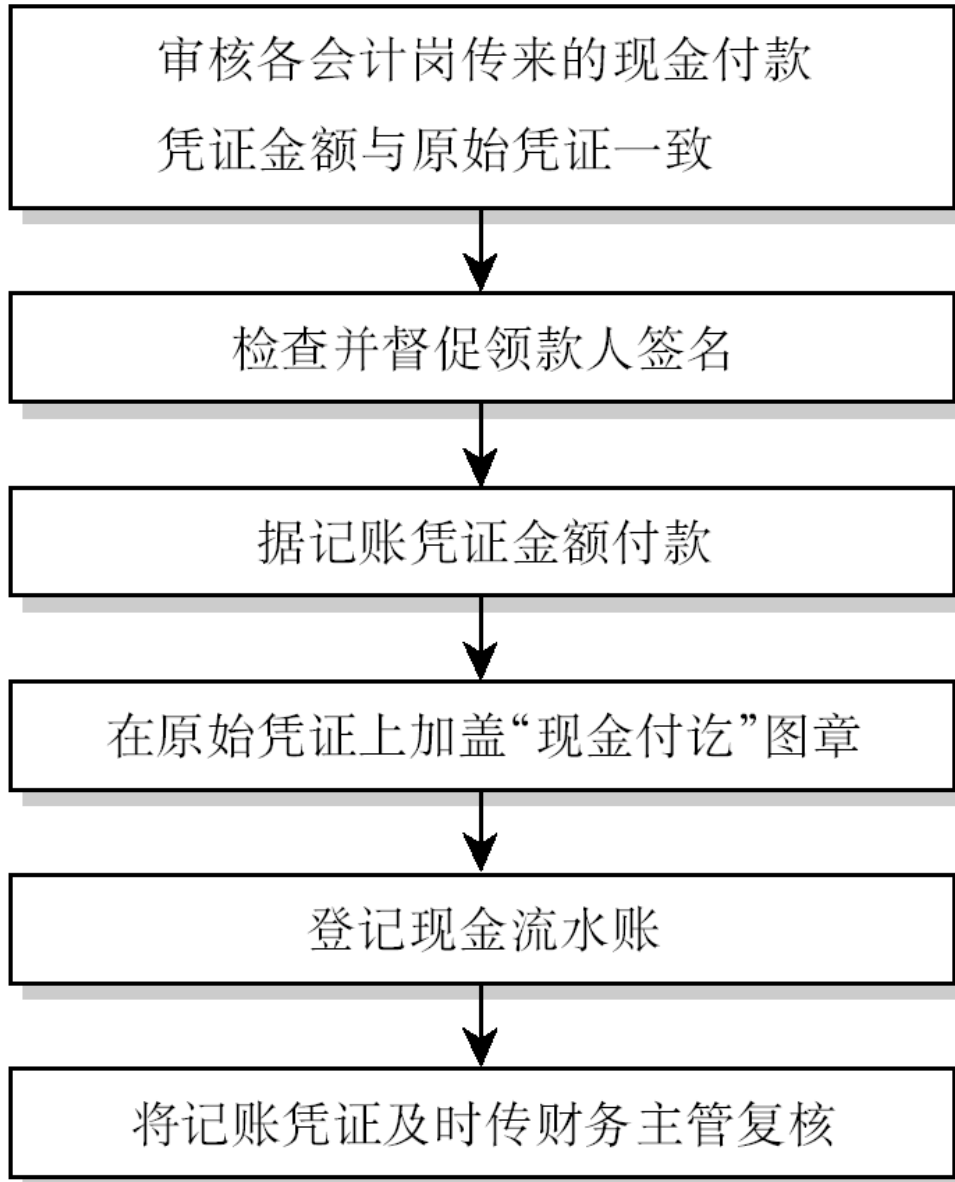 审核各会计岗传来的现金付款
凭证金额与原始凭证一致
检查并督促领款人签名
据记账凭证金额付款
在原始凭证上加盖“现金付讫”图章
登记现金流水账
将记账凭证及时传财务主管复核